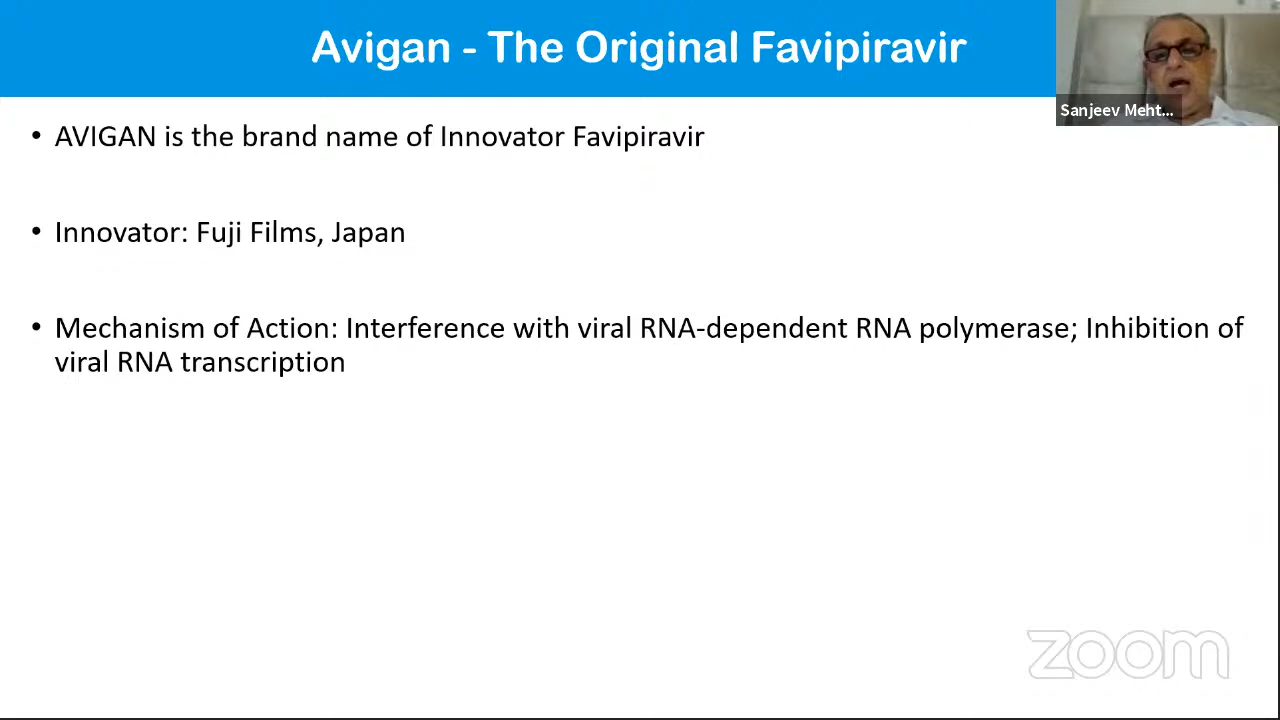 Avigan - The Original Favipiravir
Sanjeev Meht...
• AVIGAN is the brand name of Innovator Favipiravir
• Innovator: Fuji Films, Japan
• Mechanism of Action: Interference with viral RNA-dependent RNA polymerase; Inhibition of
viral RNA transcription
zoom